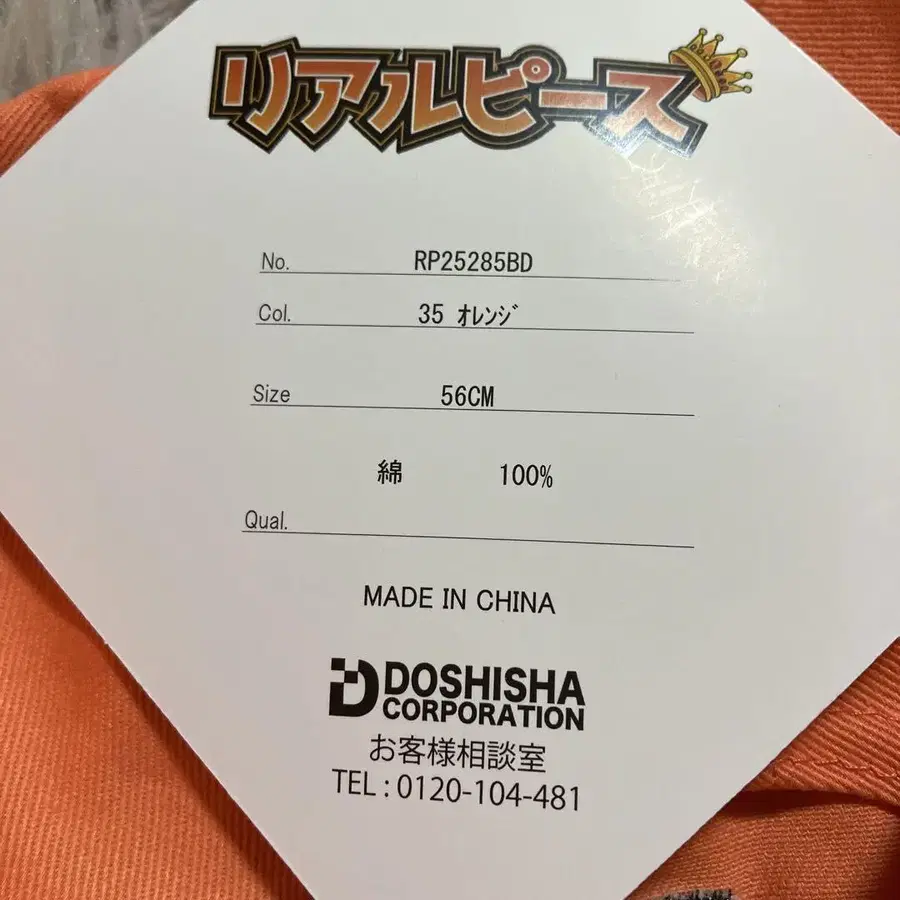 リアルピース
No. RP25285BD
Col. 35 ｵﾚﾝｼﾞ
Size 56CM
綿 100%
Qual.
MADE IN CHINA
DOSHISHA
CORPORATION
お客様相談室
TEL : 0120-104-481